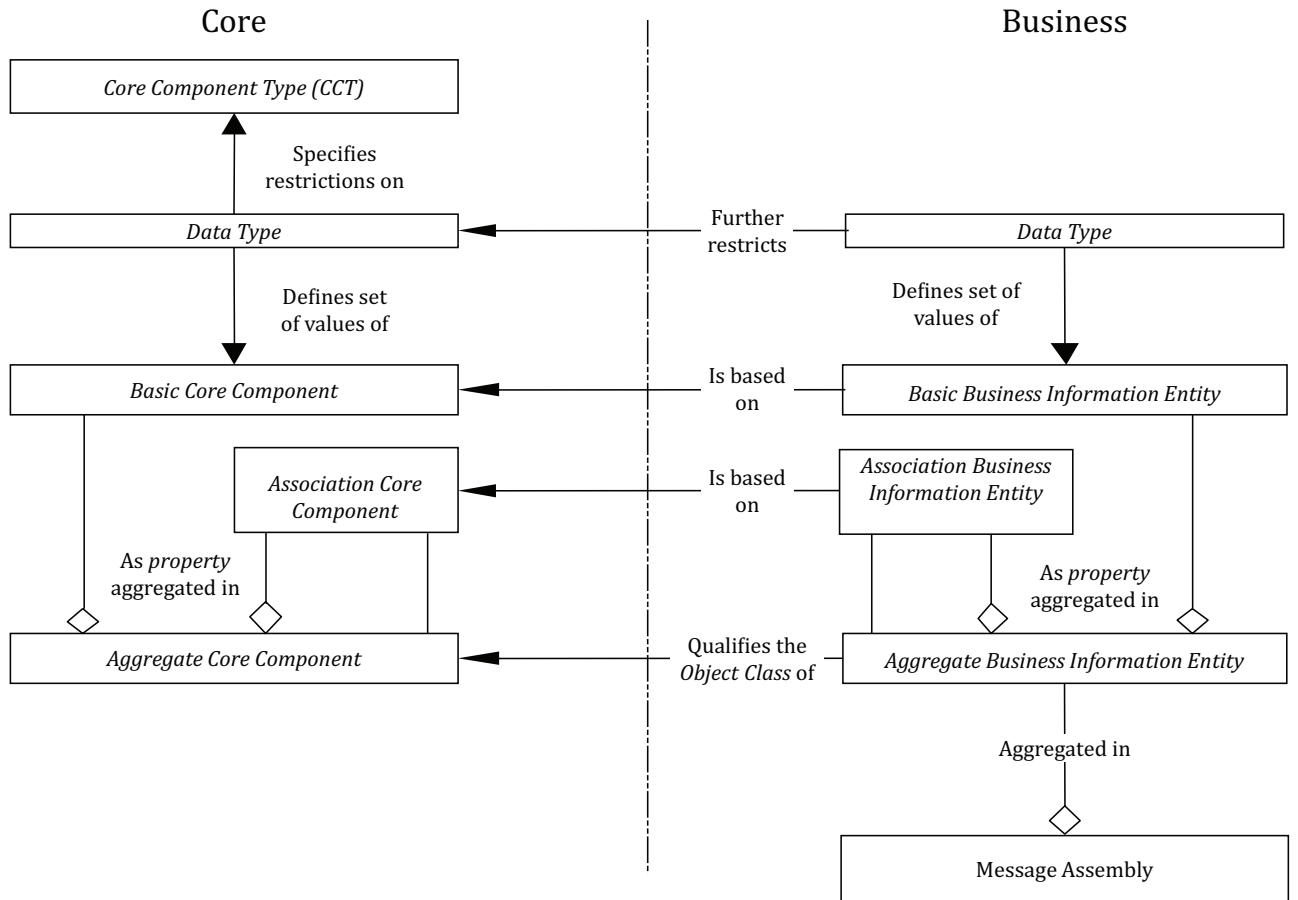 Core
Business
Core Component Type (CCT)
Specifies
restrictions on
Data Type
Further
restricts
Data Type
Defines set
of values of
Defines set of
values of
Basic Core Component
Is based
on
Basic Business Information Entity
Association Core
Component
Is based
on
Association Business
Information Entity
As property
aggregated in
As property
aggregated in
Aggregate Core Component
Qualifies the
Object Class of
Aggregate Business Information Entity
Aggregated in
Message Assembly